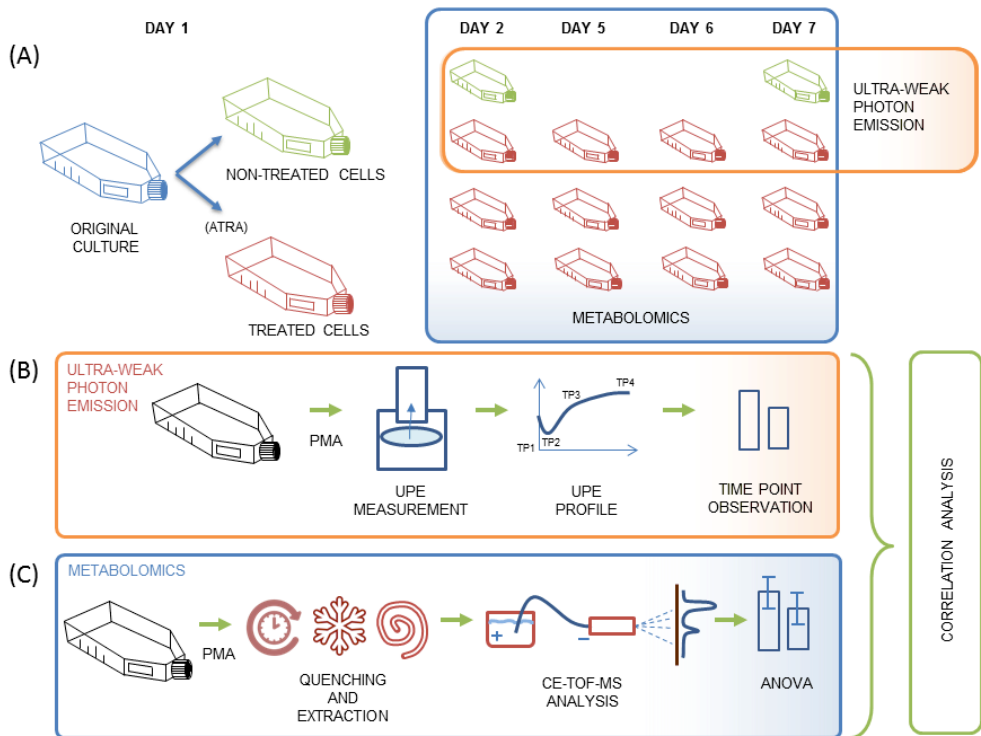 DAY 1
DAY 2
DAY 5
DAY 6
DAY 7
(A)
ULTRA-WEAK
PHOTON
EMISSION
NON-TREATED CELLS
ORIGINAL
CULTURE
(ATRA)
TREATED CELLS
METABOLOMICS
(B)
ULTRA-WEAK
PHOTON
EMISSION
PMA
UPE
MEASUREMENT
TP1
TP2
TP3
TP4
UPE
PROFILE
TIME POINT
OBSERVATION
(C)
METABOLOMICS
PMA
QUENCHING
AND
EXTRACTION
+
−
CE-TOF-MS
ANALYSIS
ANOVA
CORRELATION ANALYSIS